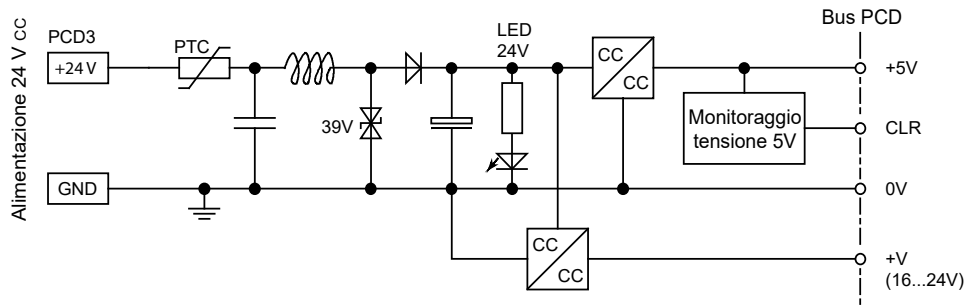 Alimentazione 24 V CC
PCD3
+24 V
GND
PTC
39V
LED
24V
CC
CC
CC
CC
Monitoraggio
tensione 5V
Bus PCD
+5V
CLR
0V
+V
(16...24V)